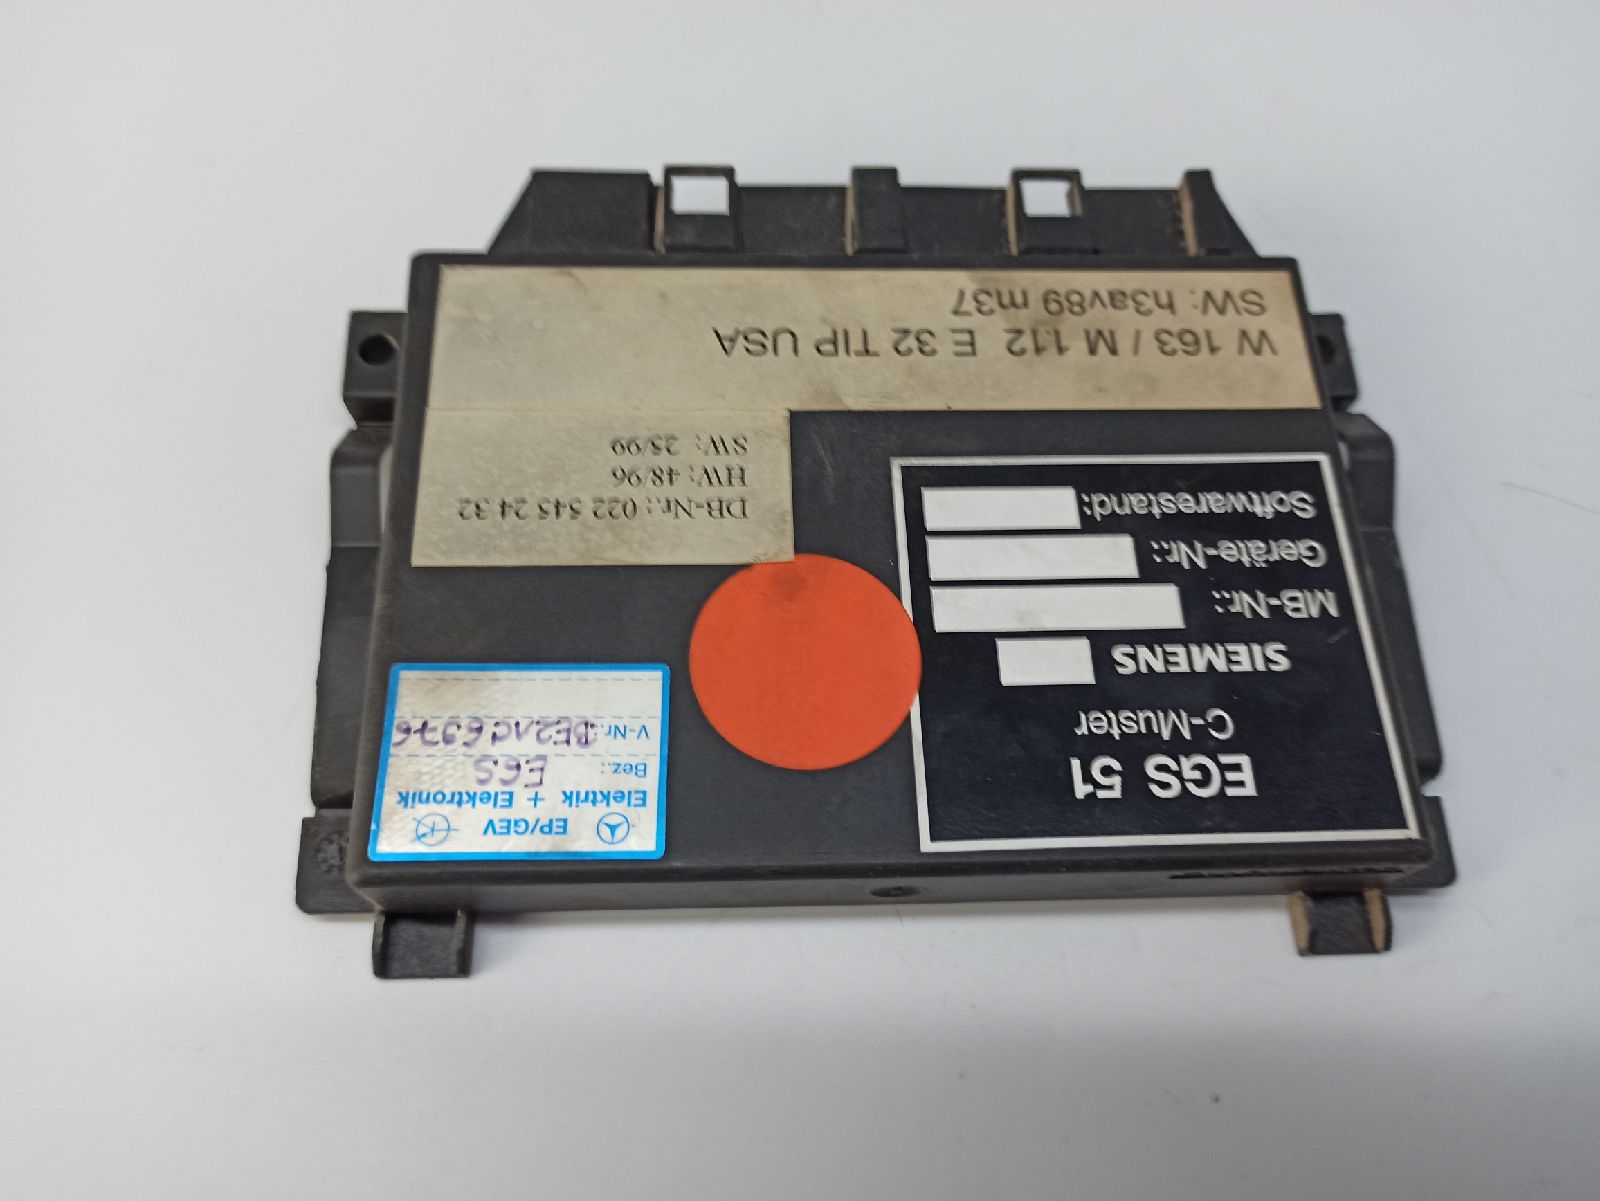 EGS 51
C-Muster
SIEMENS
MB-Nr.:
Geräte-Nr.:
Softwarestand:
EP/GEV
Elektrik + Elektronik
Bez.: EGS
V-Nr.:
DB-Nr.: 022 545 24 32
HW: 48/96
SW: 25/99
W 163 / M 112 E 32 TIP USA
SW: h3av89 m37